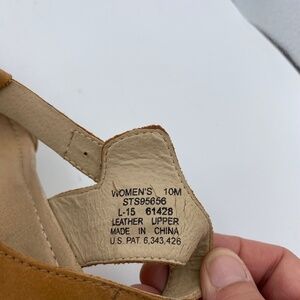 WOMEN'S 10M
STS95656
L-15 61428
LEATHER UPPER
MADE IN CHINA
U.S. PAT. 6,343,426